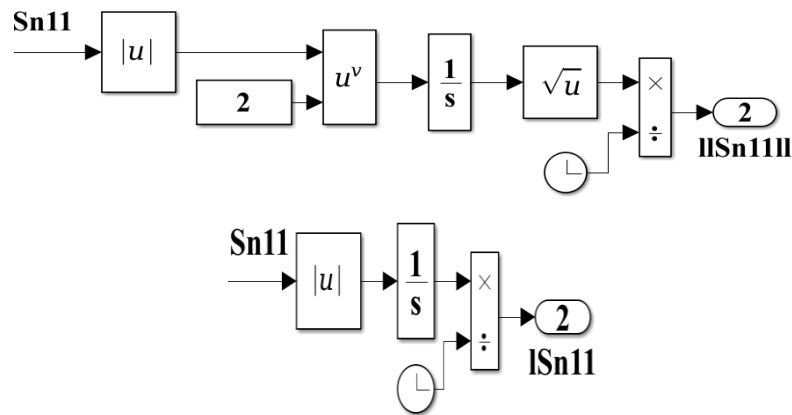 Sn11
|u|
2
u^v
1/s
√u
×
÷
2
llSn11ll
Sn11
|u|
1/s
×
÷
2
lSn11